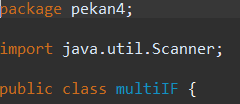 package pekan4;
import java.util.Scanner;
public class multiIF {